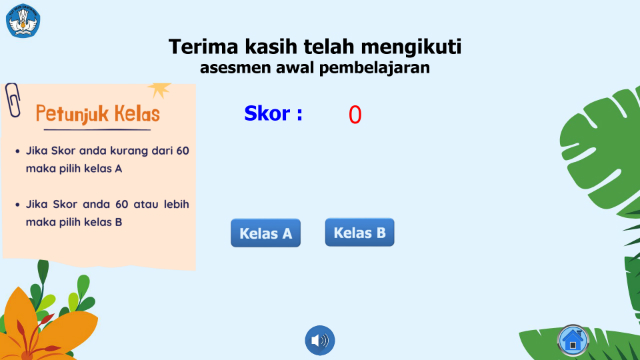 Terima kasih telah mengikuti
asesmen awal pembelajaran
Petunjuk Kelas
• Jika Skor anda kurang dari 60
maka pilih kelas A
• Jika Skor anda 60 atau lebih
maka pilih kelas B
Skor : 0
Kelas A
Kelas B